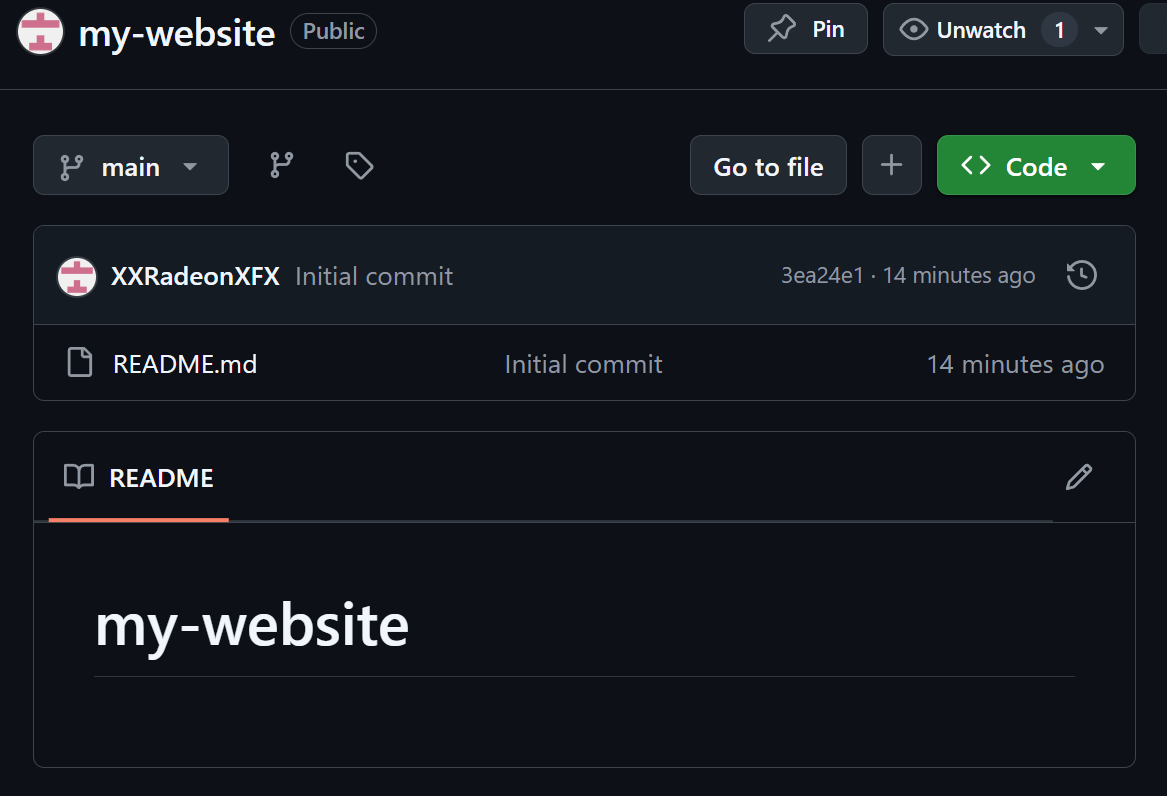 my-website Public Pin Unwatch 1
main Go to file Code
XXRadeonXFX Initial commit 3ea24e1 · 14 minutes ago
README.md Initial commit 14 minutes ago
README
my-website